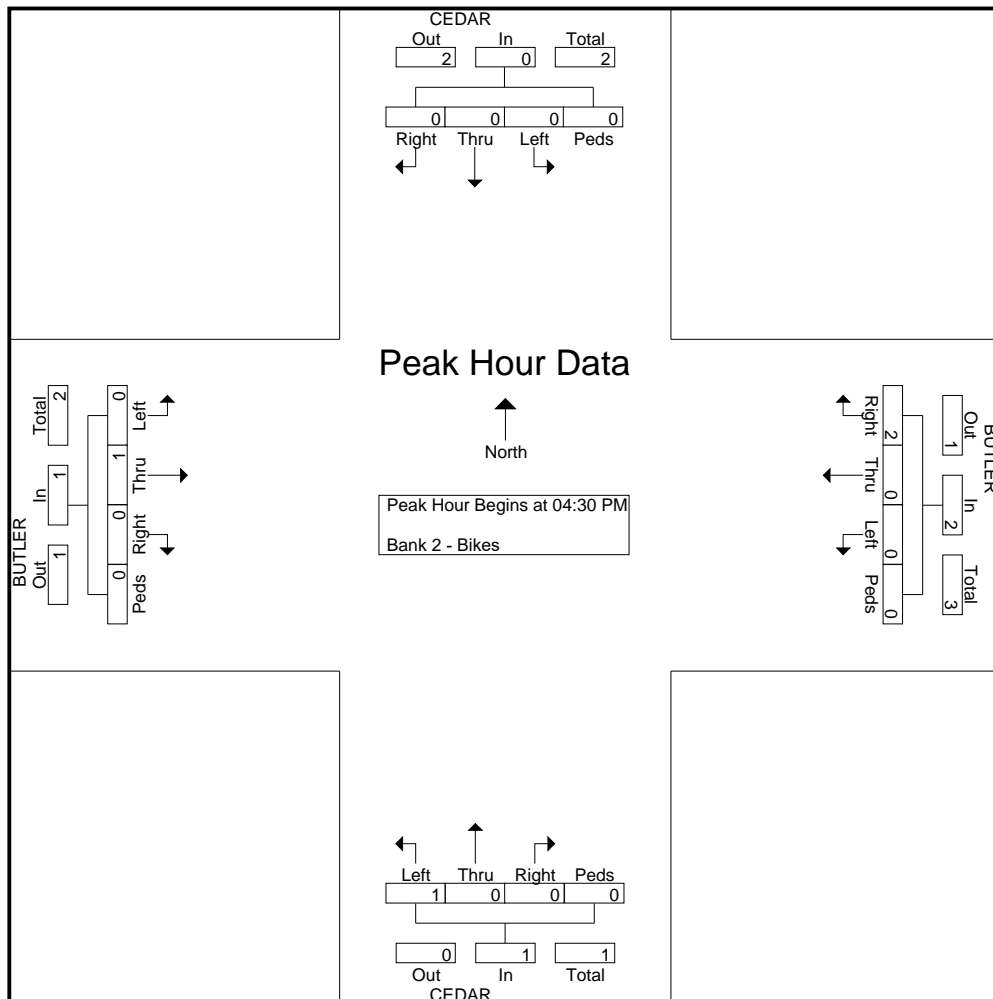 CEDAR
Out In Total
2 0 2
0 0 0 0
Right Thru Left Peds
Peak Hour Data
North
Peak Hour Begins at 04:30 PM
Bank 2 - Bikes
BUTLER
Total In Out
2 1 1
0 1 0 0
Left Thru Right Peds
BUTLER
Out In Total
1 2 3
2 0 0 0
Right Thru Left Peds
Left Thru Right Peds
1 0 0 0
0 1 1
Out In Total
CEDAR